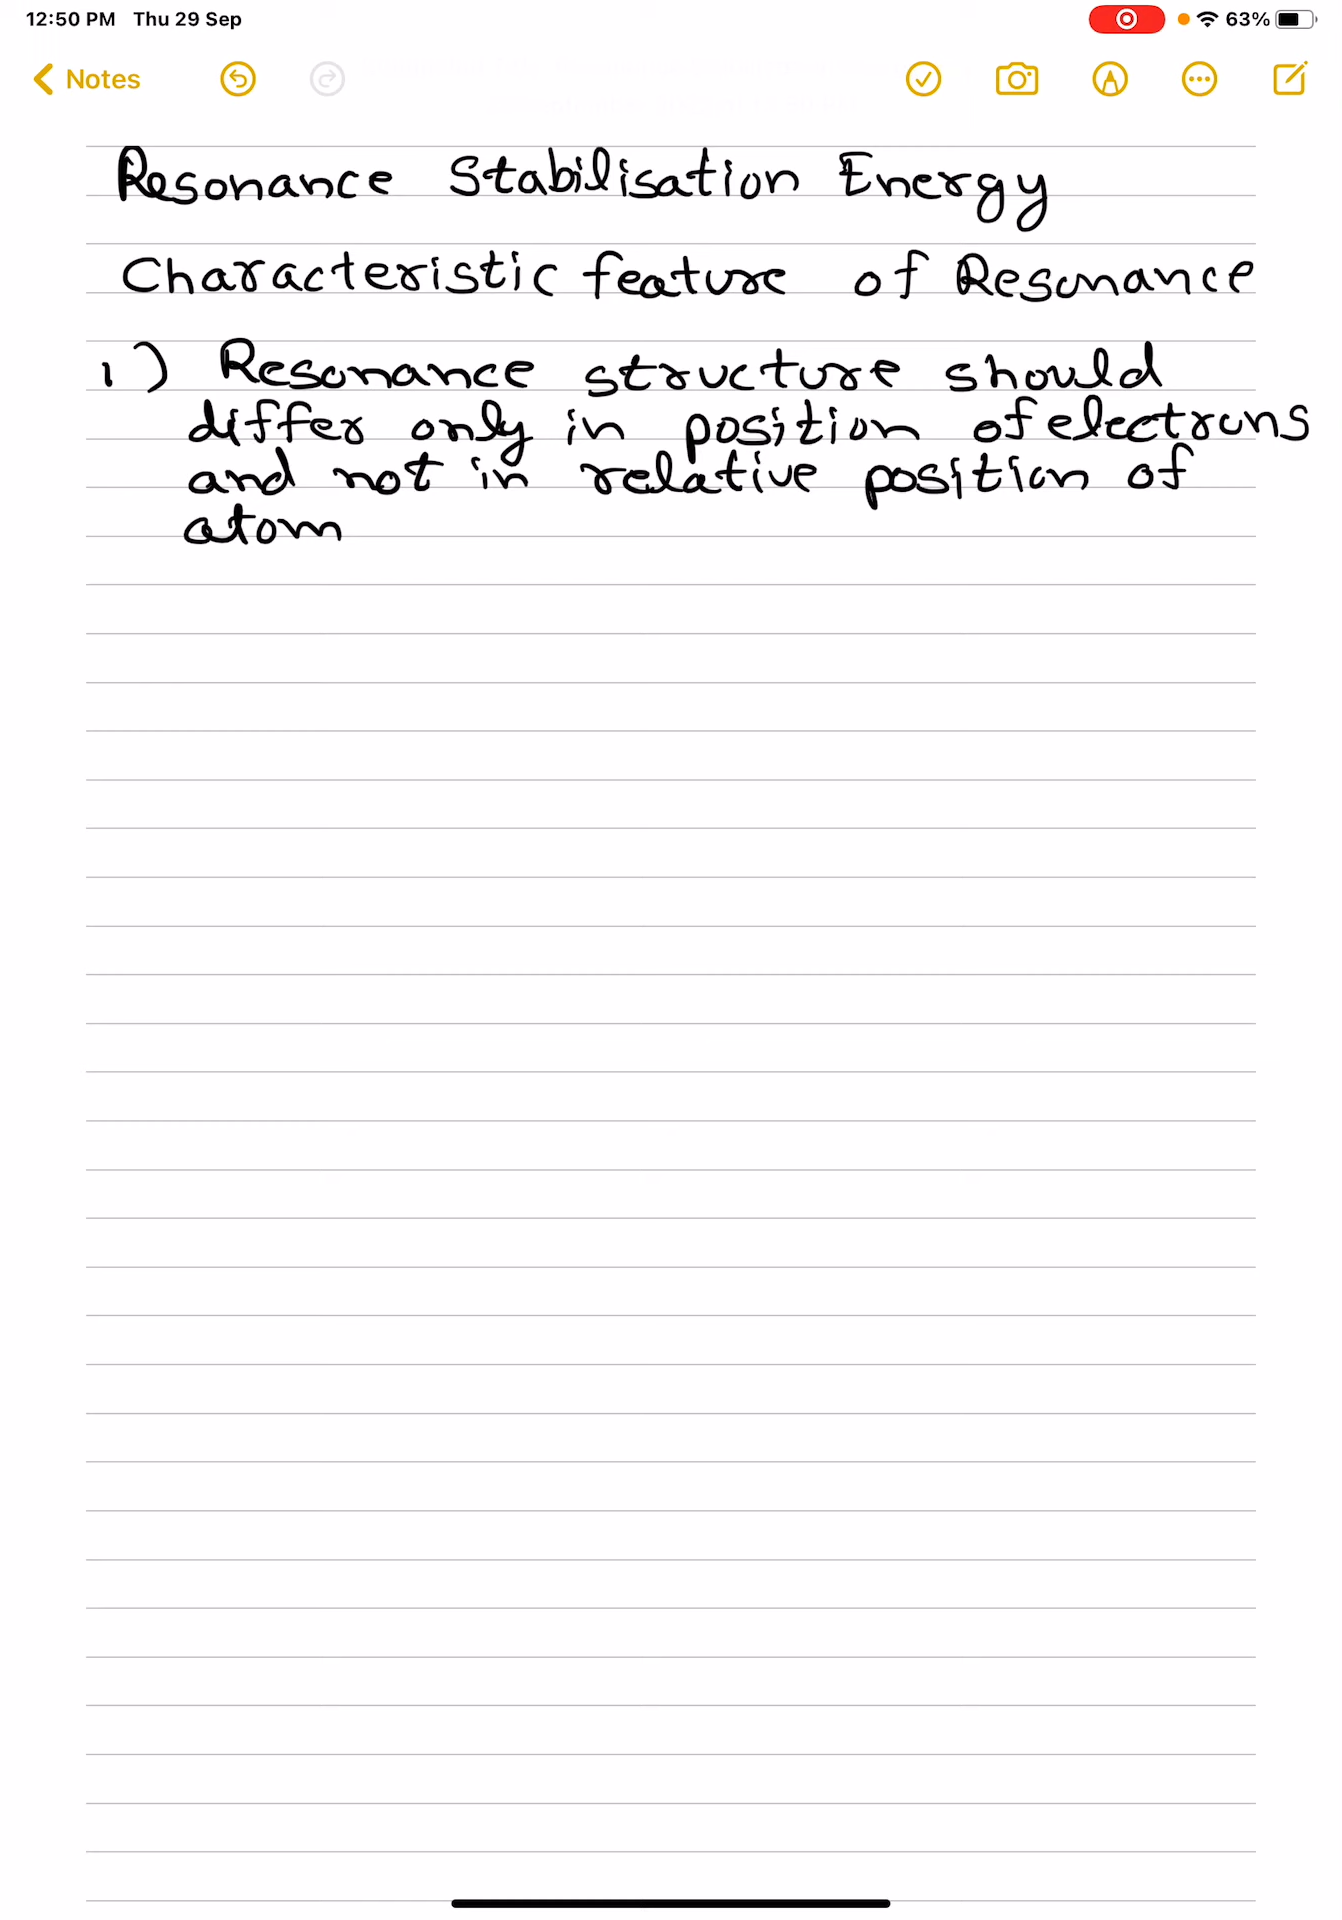 12:50 PM Thu 29 Sep 63%
Notes
Resonance Stabilisation Energy
Characteristic feature of Resonance
1) Resonance structure should
differ only in position of electrons
and not in relative position of
atom